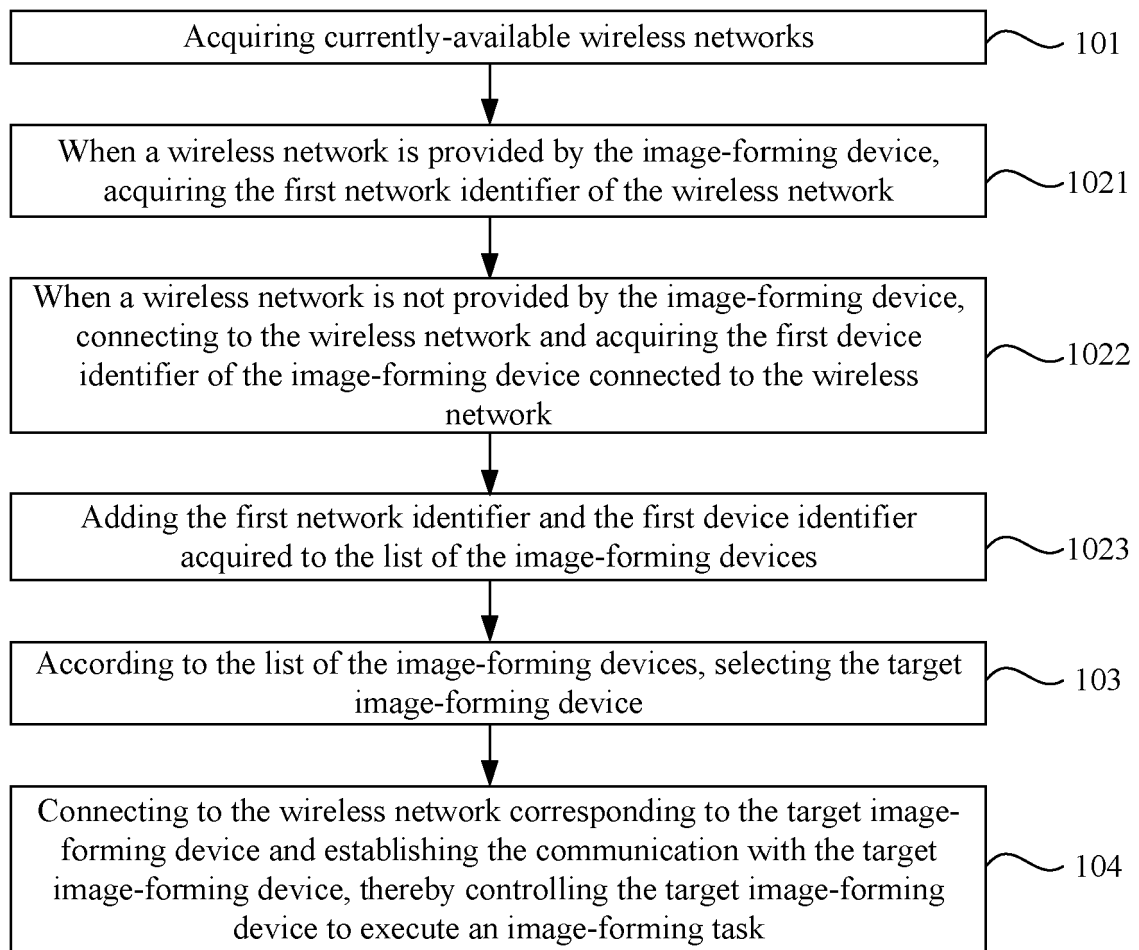 Acquiring currently-available wireless networks
101
When a wireless network is provided by the image-forming device,
acquiring the first network identifier of the wireless network
1021
When a wireless network is not provided by the image-forming device,
connecting to the wireless network and acquiring the first device
identifier of the image-forming device connected to the wireless
network
1022
Adding the first network identifier and the first device identifier
acquired to the list of the image-forming devices
1023
According to the list of the image-forming devices, selecting the target
image-forming device
103
Connecting to the wireless network corresponding to the target image-
forming device and establishing the communication with the target
image-forming device, thereby controlling the target image-forming
device to execute an image-forming task
104